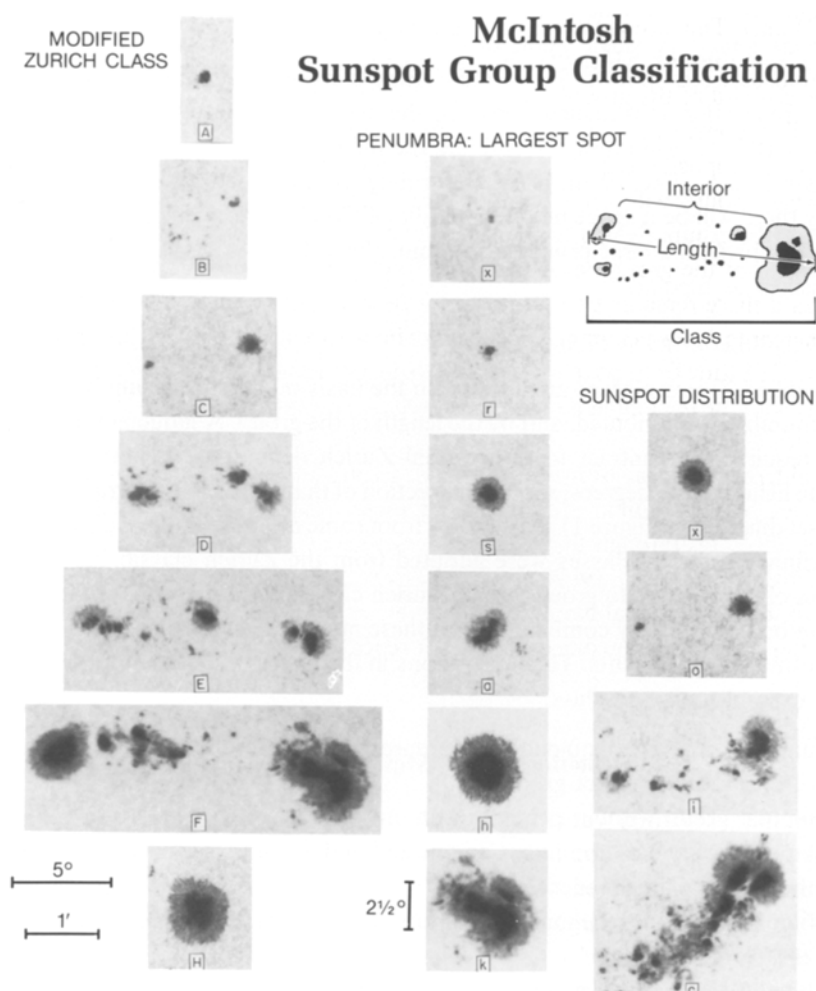 McIntosh
Sunspot Group Classification
MODIFIED
ZURICH CLASS
A
B
C
D
E
F
H
5°
1'
PENUMBRA: LARGEST SPOT
x
r
s
a
h
k
2½°
Interior
Length
Class
SUNSPOT DISTRIBUTION
x
o
i
c